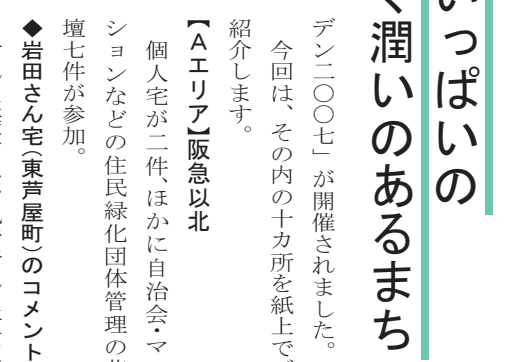 いっぱいの
潤いのあるまち
デン二〇〇七」が開催されました。
今回は、その内の十カ所を紙上で
紹介します。
【Aエリア】阪急以北
個人宅が二件、ほかに自治会・マ
ションなどの住民緑化団体管理の
壇七件が参加。
◆岩田さん宅（東芦屋町）のコメント